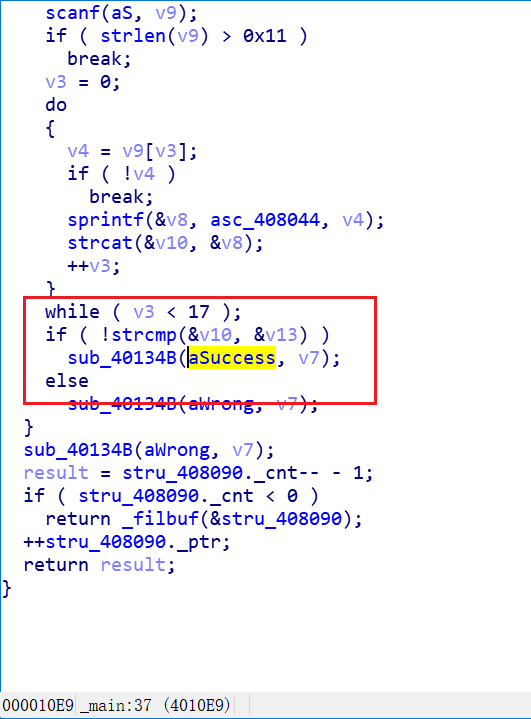 scanf(aS, v9);
if ( strlen(v9) > 0x11 )
break;
v3 = 0;
do
{
v4 = v9[v3];
if ( !v4 )
break;
sprintf(&v8, asc_408044, v4);
strcat(&v10, &v8);
++v3;
}
while ( v3 < 17 );
if ( !strcmp(&v10, &v13) )
sub_40134B(aSuccess, v7);
else
sub_40134B(aWrong, v7);
}
sub_40134B(aWrong, v7);
result = stru_408090._cnt-- - 1;
if ( stru_408090._cnt < 0 )
return _filbuf(&stru_408090);
++stru_408090._ptr;
return result;
}
000010E9 _main:37 (4010E9)